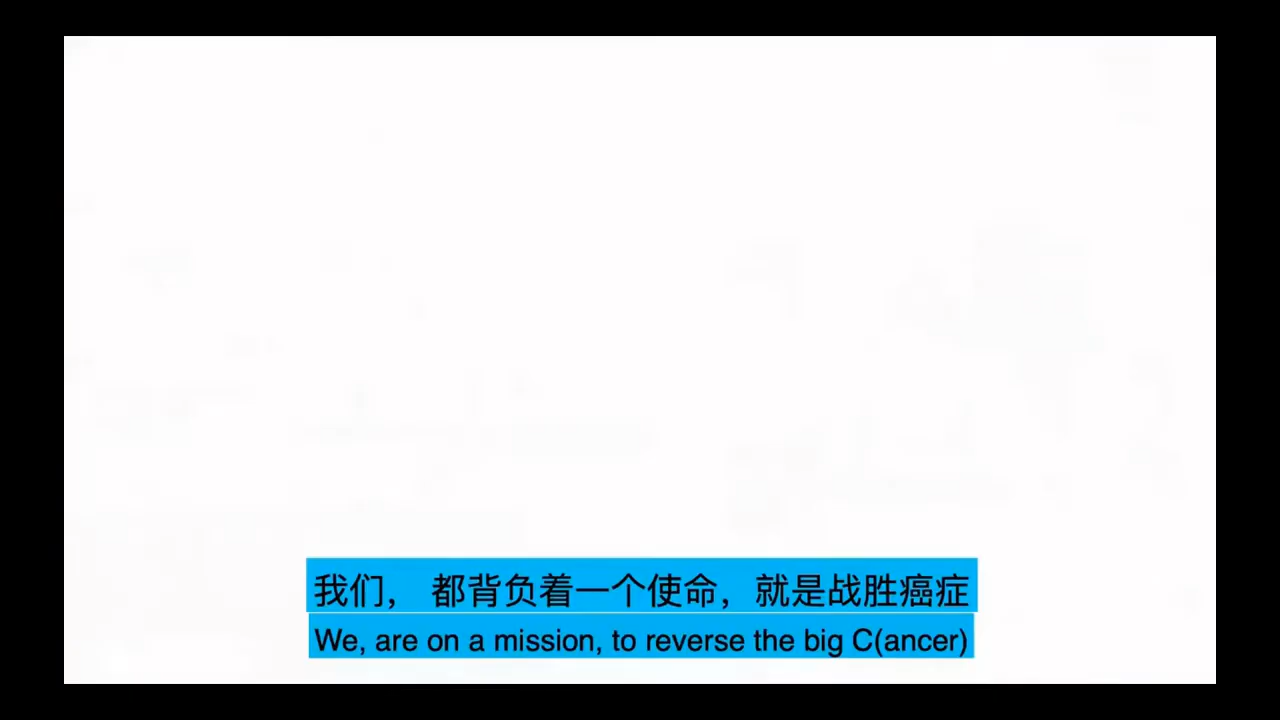 我们， 都背负着一个使命，就是战胜癌症
We, are on a mission, to reverse the big C(ancer)